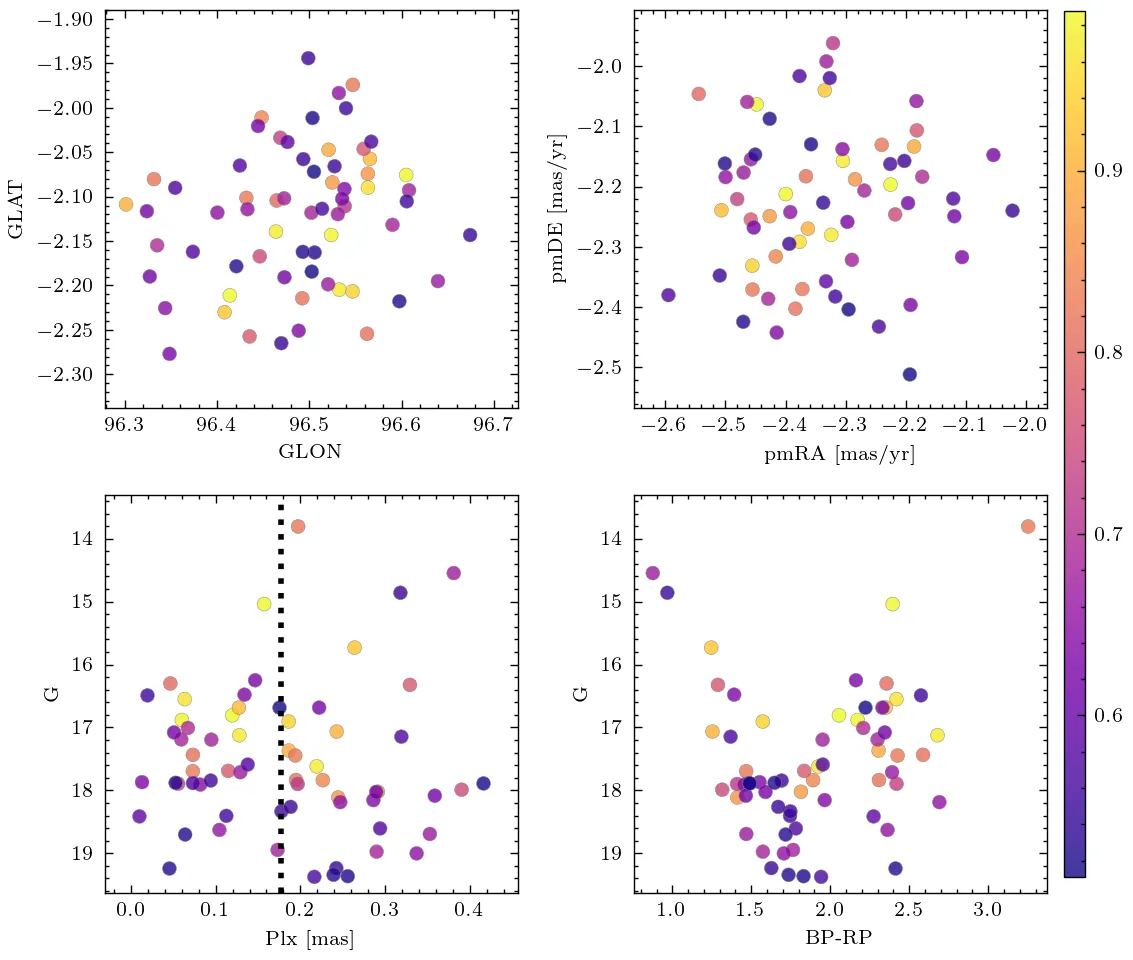 −1.90
−1.95
−2.00
−2.05
−2.10
−2.15
−2.20
−2.25
−2.30
GLAT
96.3 96.4 96.5 96.6 96.7
GLON
−2.0
−2.1
−2.2
−2.3
−2.4
−2.5
pmDE [mas/yr]
−2.6 −2.5 −2.4 −2.3 −2.2 −2.1 −2.0
pmRA [mas/yr]
14
15
16
17
18
19
G
0.0 0.1 0.2 0.3 0.4
Plx [mas]
14
15
16
17
18
19
G
1.0 1.5 2.0 2.5 3.0
BP-RP
0.9
0.8
0.7
0.6